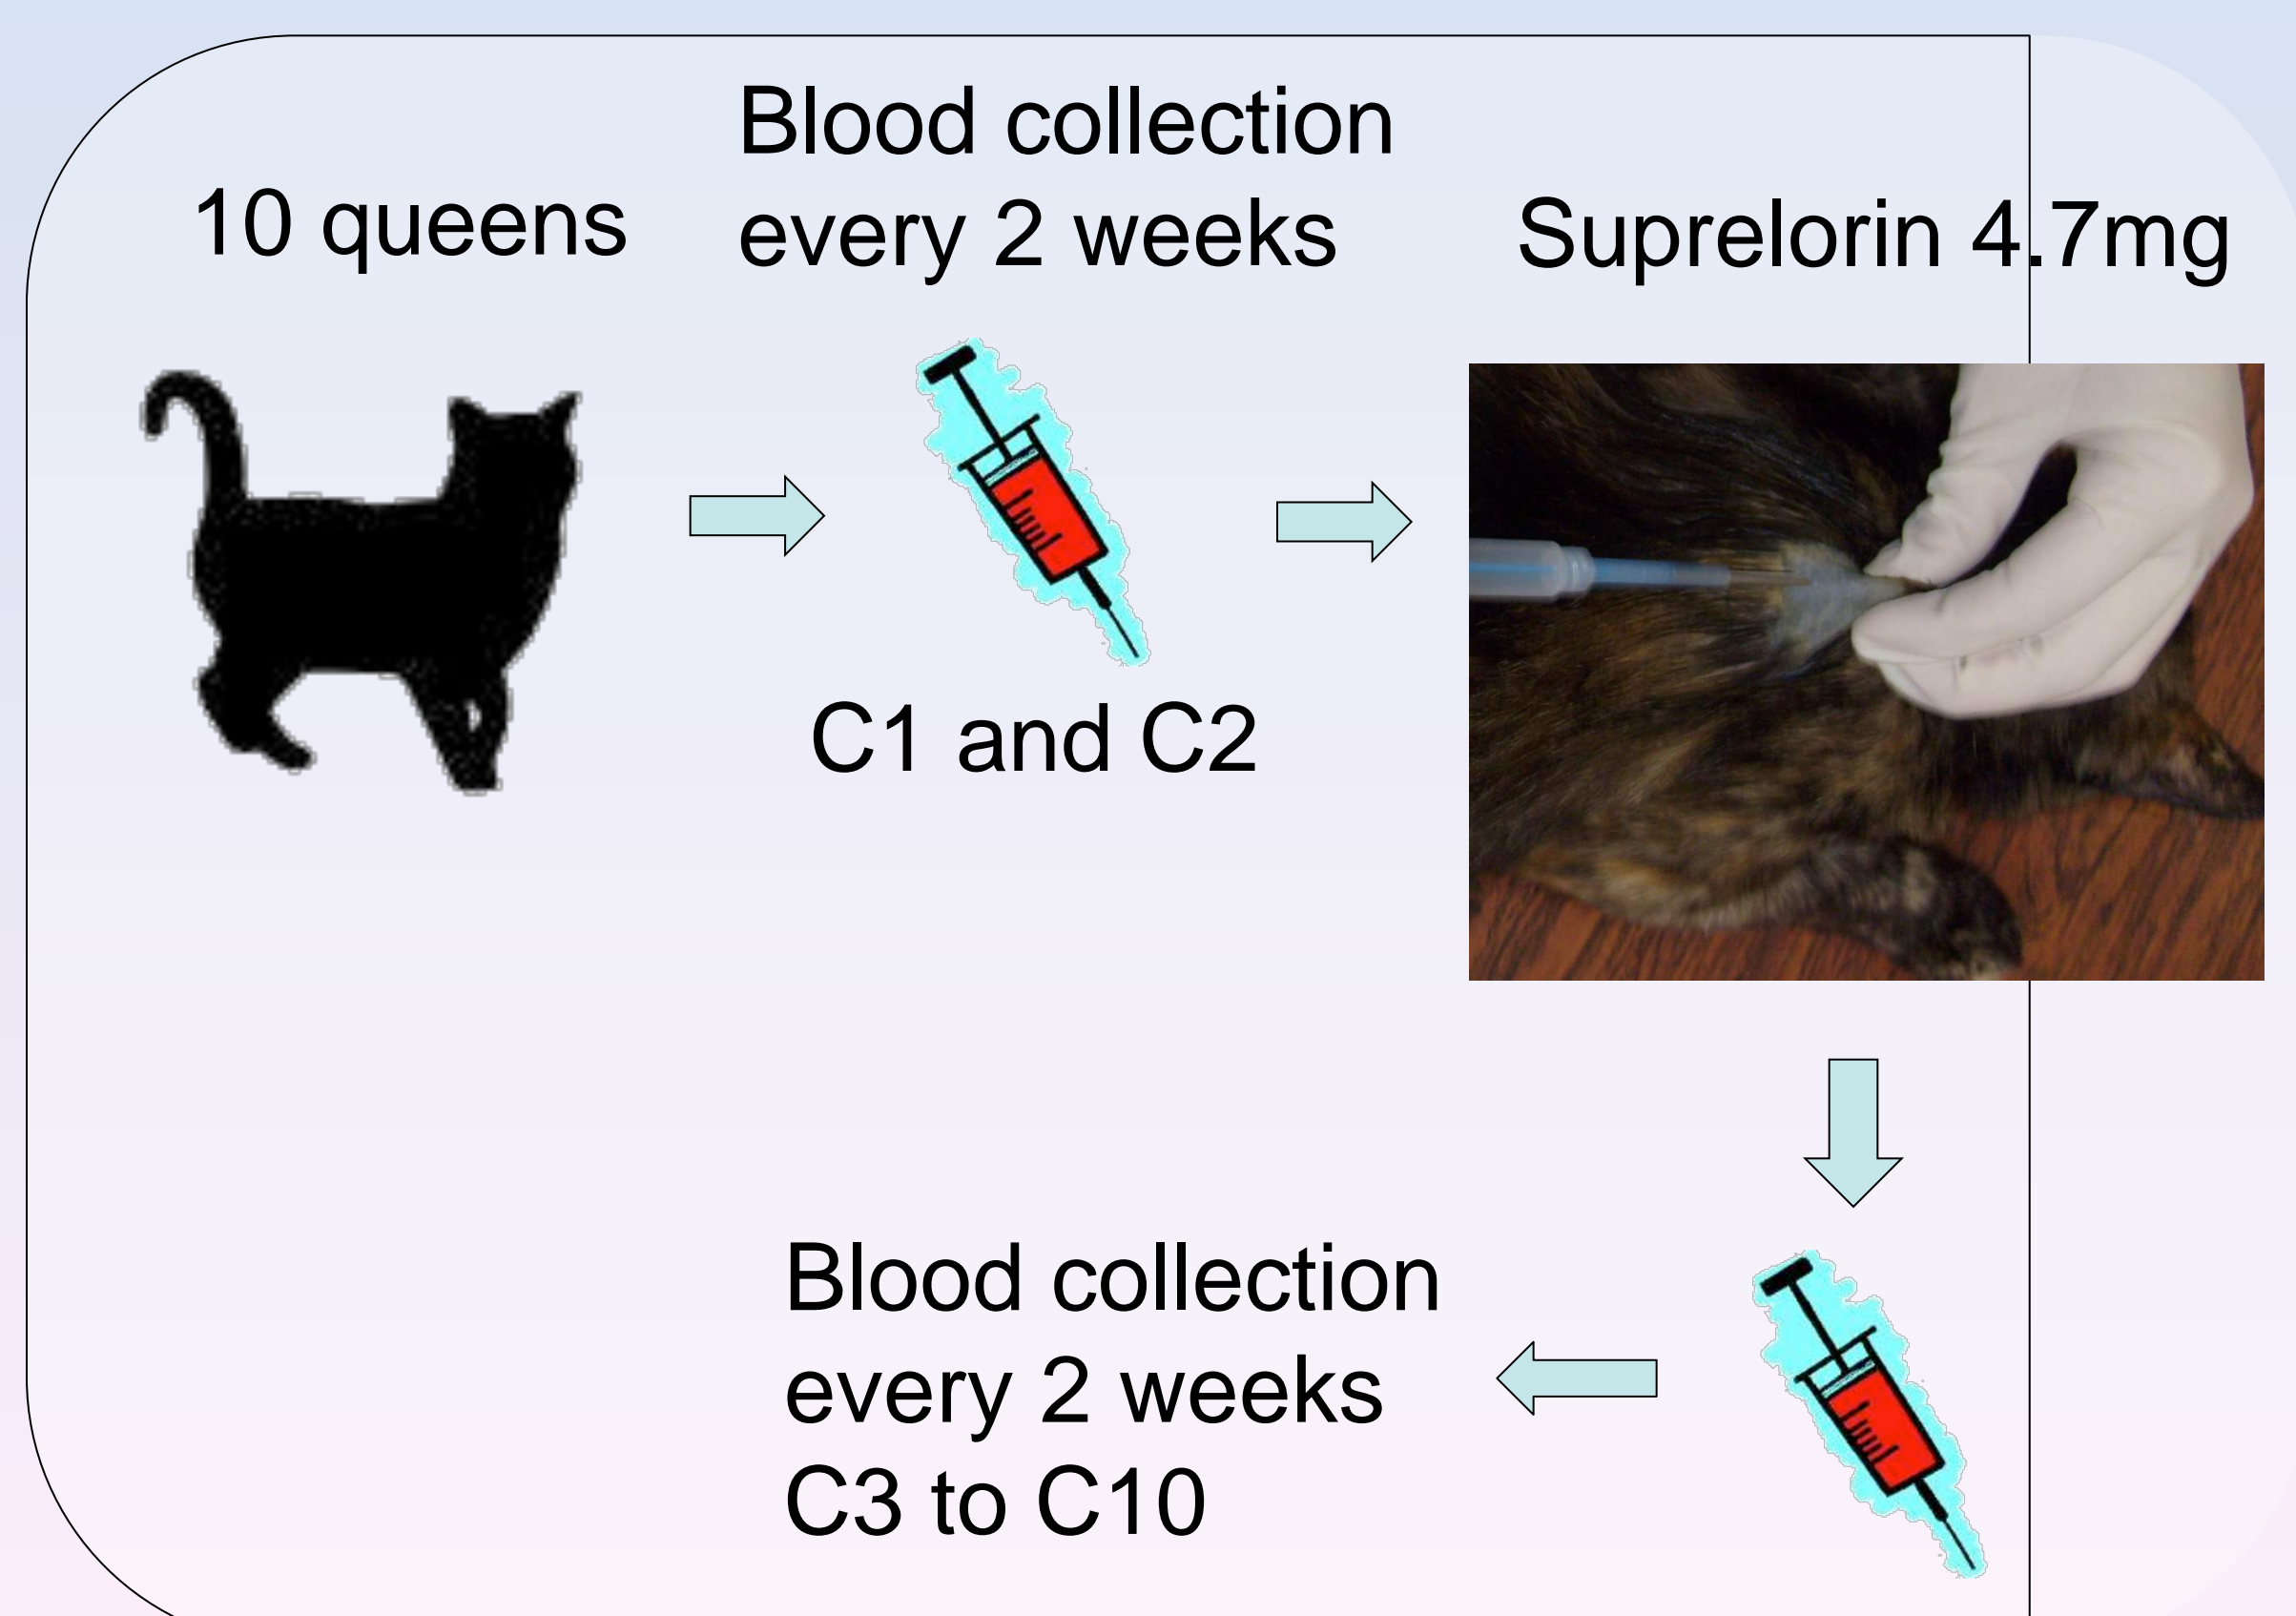 10 queens
Blood collection
every 2 weeks
Suprelorin 4.7mg
C1 and C2
Blood collection
every 2 weeks
C3 to C10